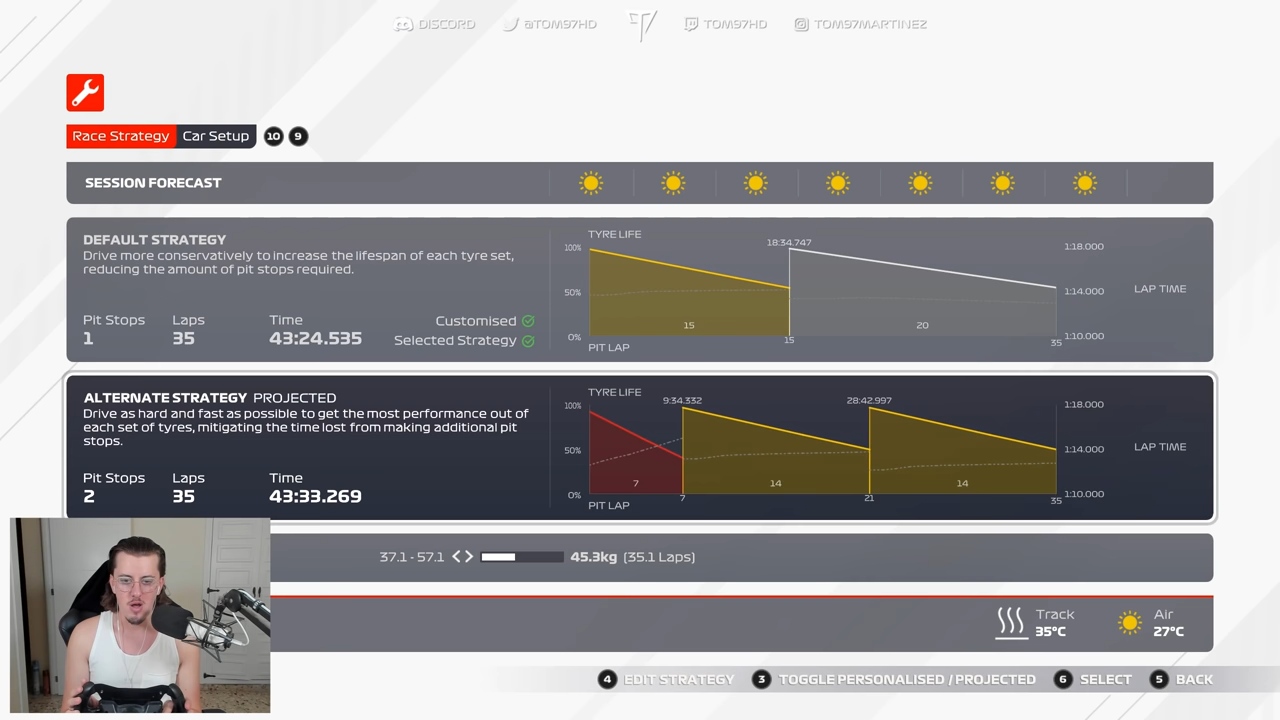 DISCORD @TOM97HD TOM97HD TOM97MARTINEZ
Race Strategy Car Setup 10 9
SESSION FORECAST
DEFAULT STRATEGY
Drive more conservatively to increase the lifespan of each tyre set,
reducing the amount of pit stops required.
Pit Stops Laps Time Customised
1 35 43:24.535 Selected Strategy
TYRE LIFE
18:34.747
100% 1:18.000
50% 1:14.000 LAP TIME
15 20
0% 15 35 1:10.000
PIT LAP
ALTERNATE STRATEGY PROJECTED
Drive as hard and fast as possible to get the most performance out of
each set of tyres, mitigating the time lost from making additional pit
stops.
Pit Stops Laps Time
2 35 43:33.269
TYRE LIFE
9:34.332 28:42.997
100% 1:18.000
50% 1:14.000 LAP TIME
7 14 14
0% 7 21 35 1:10.000
PIT LAP
37.1 - 57.1 < > 45.3kg (35.1 Laps)
Track Air
35°C 27°C
4 EDIT STRATEGY 3 TOGGLE PERSONALISED / PROJECTED 6 SELECT 5 BACK